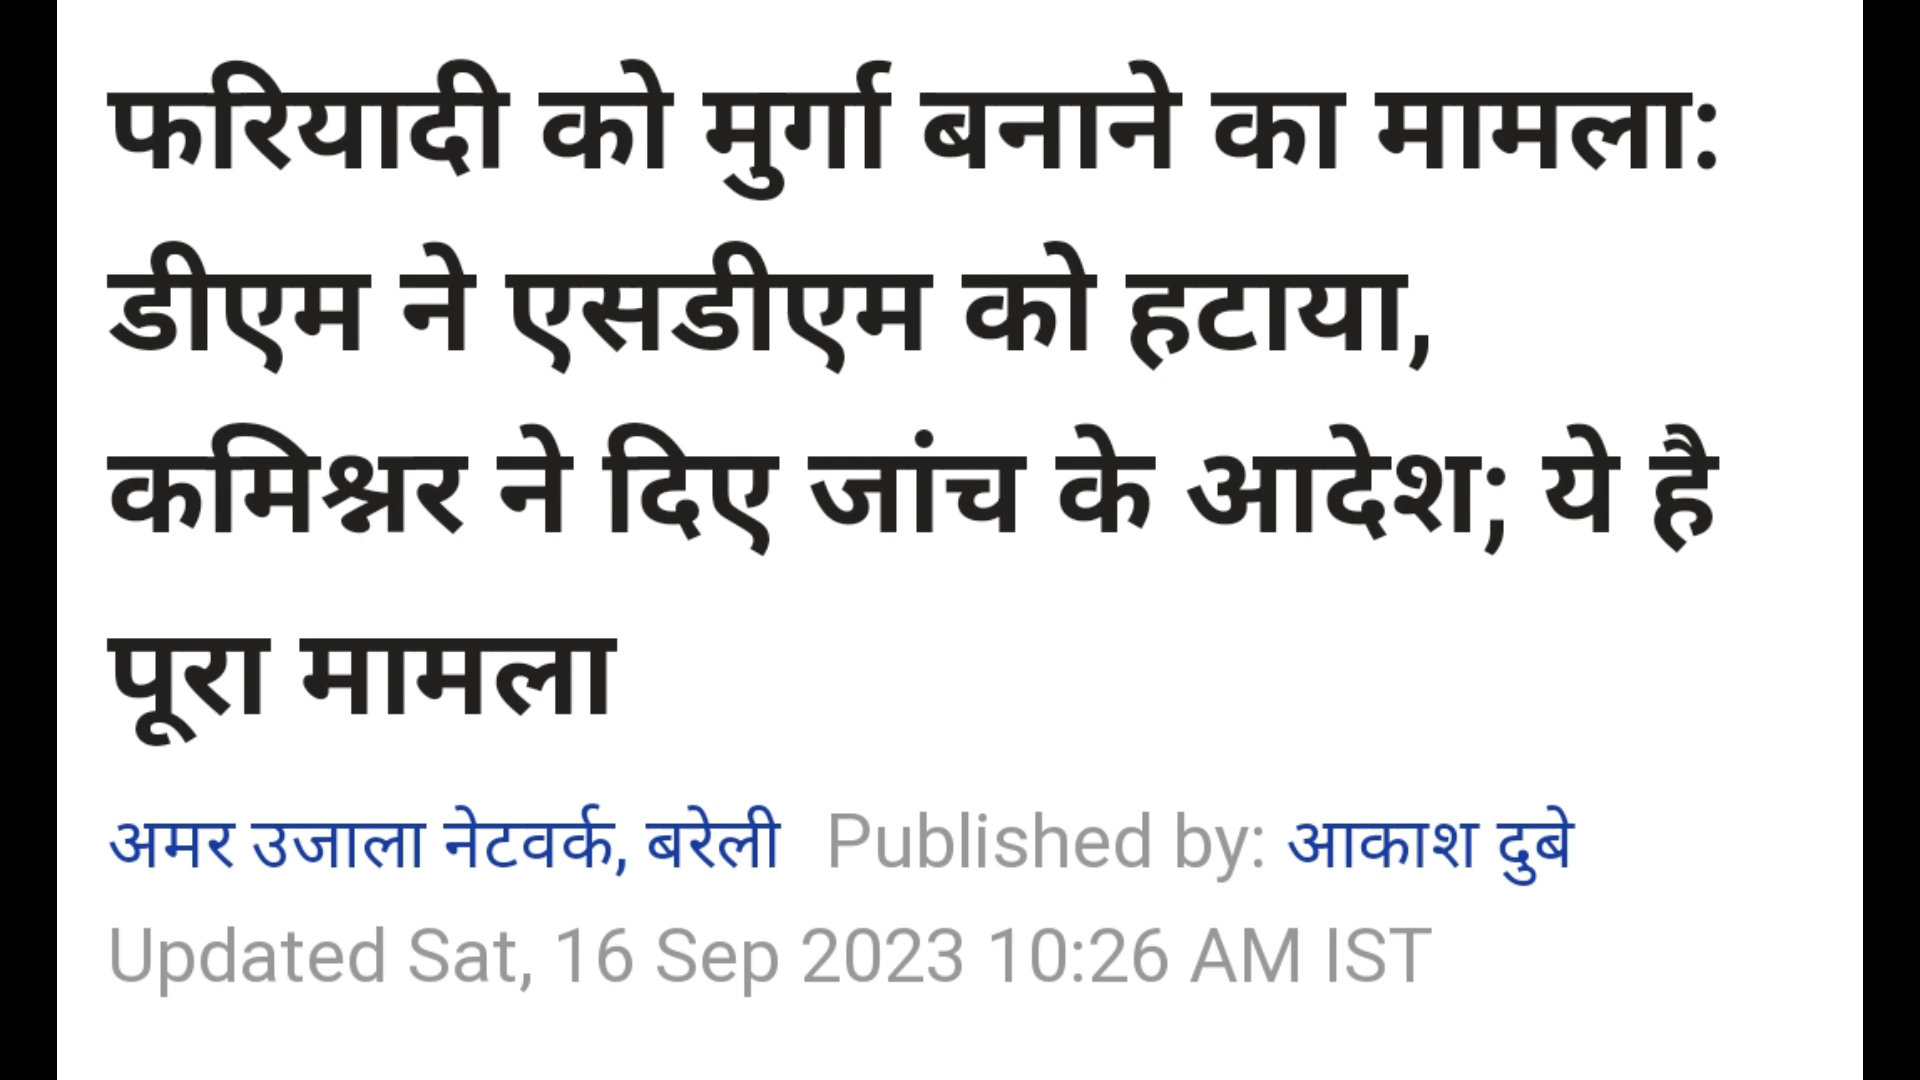 फरियादी को मुर्गा बनाने का मामला:
डीएम ने एसडीएम को हटाया,
कमिश्नर ने दिए जांच के आदेश; ये है
पूरा मामला
अमर उजाला नेटवर्क, बरेली Published by: आकाश दुबे
Updated Sat, 16 Sep 2023 10:26 AM IST